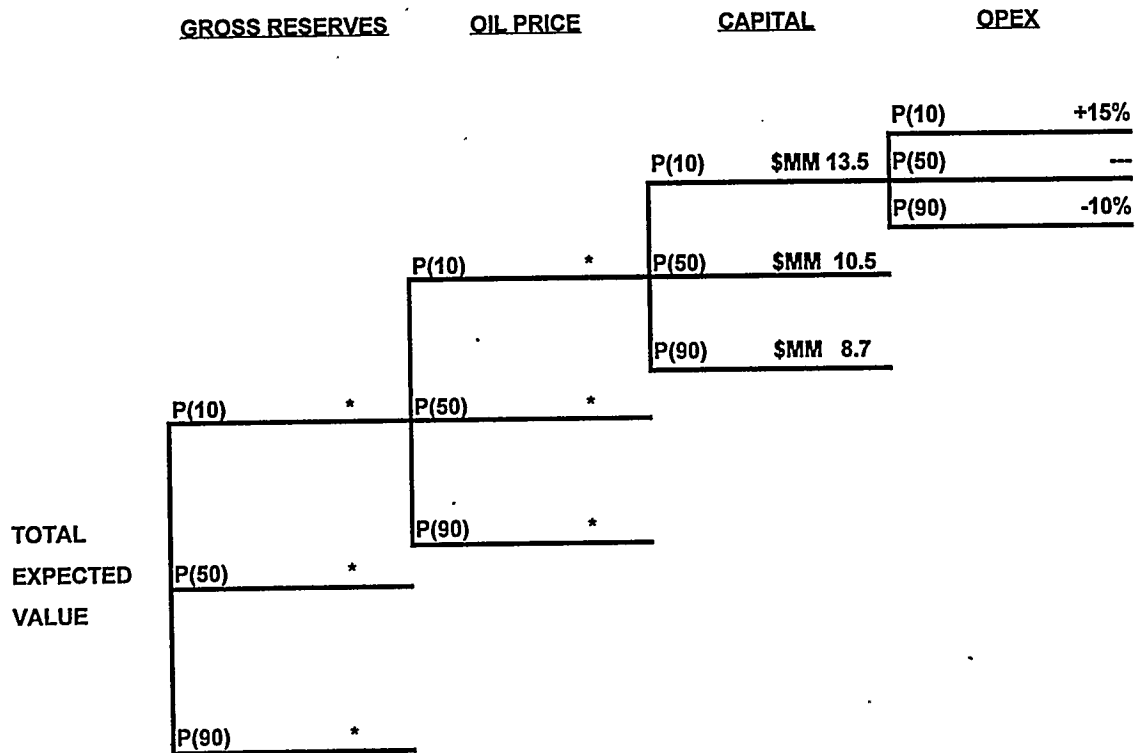 GROSS RESERVES OIL PRICE CAPITAL OPEX
P(10) +15%
P(10) $MM 13.5 P(50) ---
P(90) -10%
P(10) * P(50) $MM 10.5
P(90) $MM 8.7
P(10) * P(50) *
P(90) *
TOTAL
EXPECTED P(50) *
VALUE
P(90) *